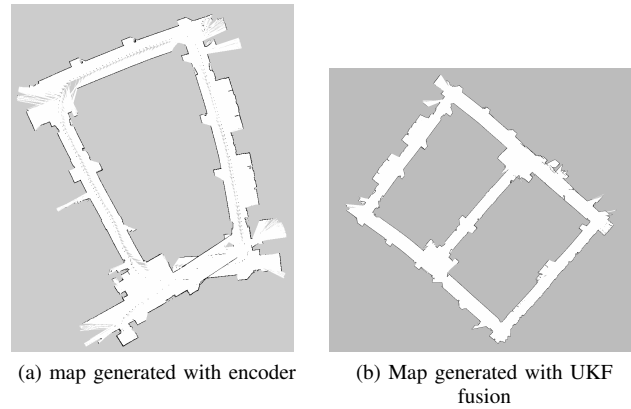 (a) map generated with encoder
(b) Map generated with UKF
fusion